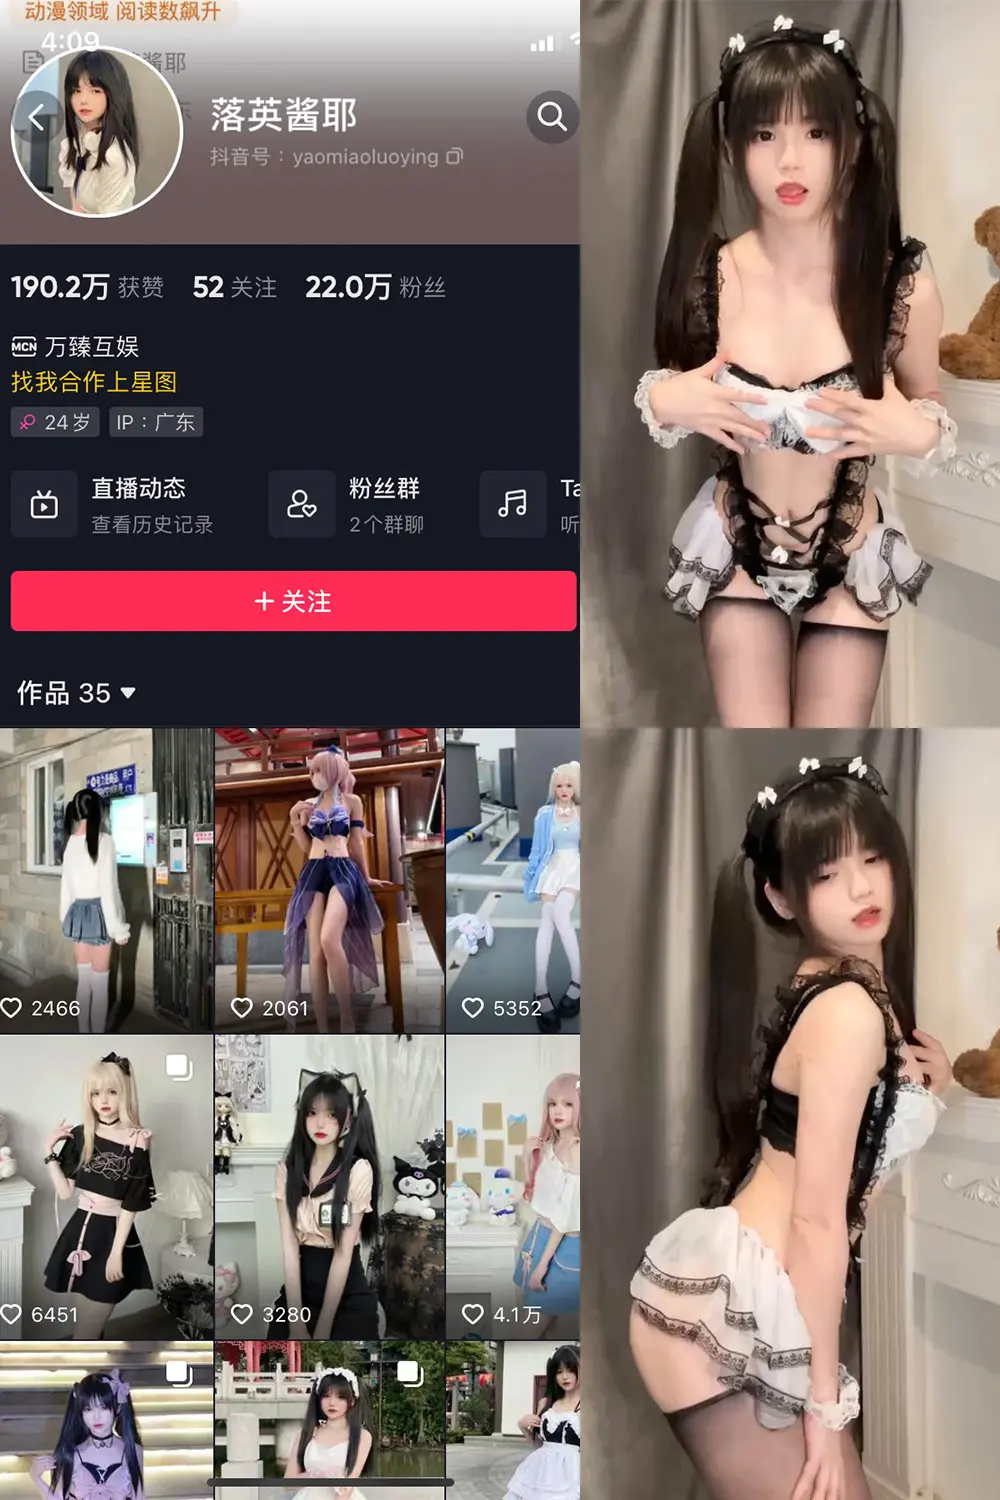 动漫领域 阅读数飙升
4:09
酱耶
落英酱耶
抖音号：yaomiaoluoying
190.2万 获赞 52 关注 22.0万 粉丝
MCN 万臻互娱
找我合作上星图
24岁 IP：广东
直播动态
查看历史记录
粉丝群
2个群聊
Ta
听
+ 关注
作品 35
2466
2061
5352
6451
3280
4.1万